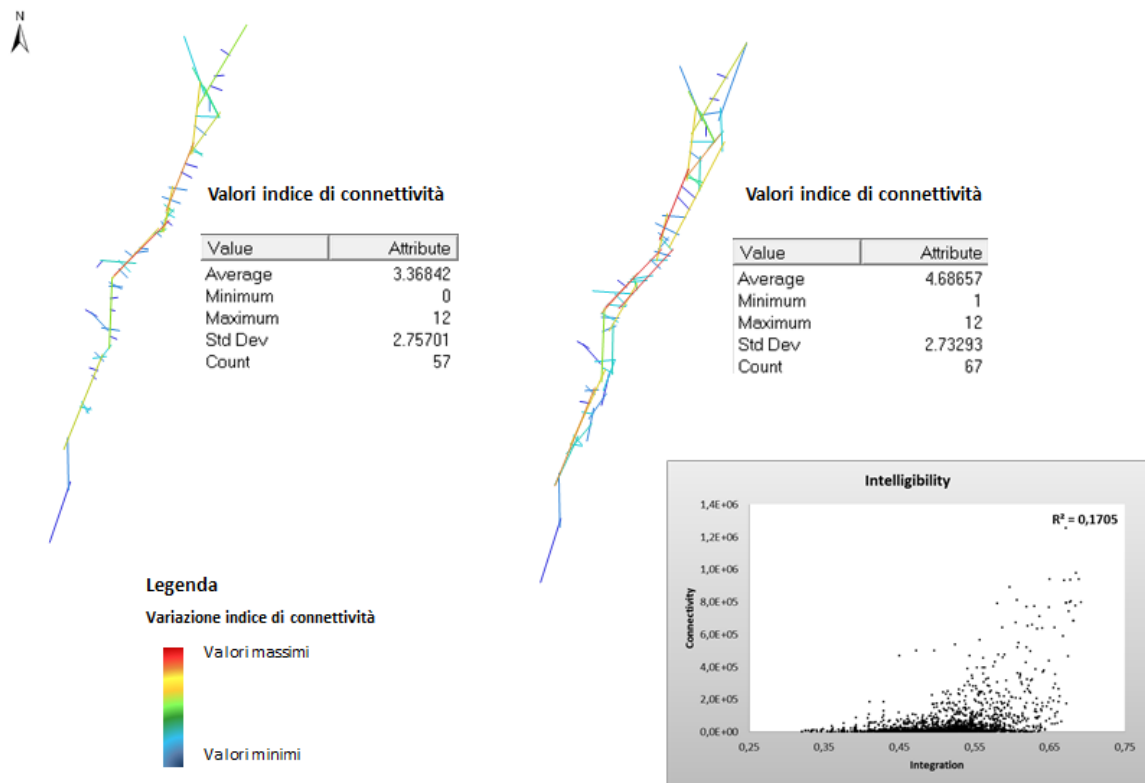 N
Valori indice di connettività
Value Attribute
Average 3.36842
Minimum 0
Maximum 12
Std Dev 2.75701
Count 57
Valori indice di connettività
Value Attribute
Average 4.68657
Minimum 1
Maximum 12
Std Dev 2.73293
Count 67
Legenda
Variazione indice di connettività
Valori massimi
Valori minimi
Intelligibility
R² = 0,1705
1,4E+06
1,2E+06
1,0E+06
8,0E+05
6,0E+05
4,0E+05
2,0E+05
0,0E+00
Connectivity
0,25 0,35 0,45 0,55 0,65 0,75
Integration